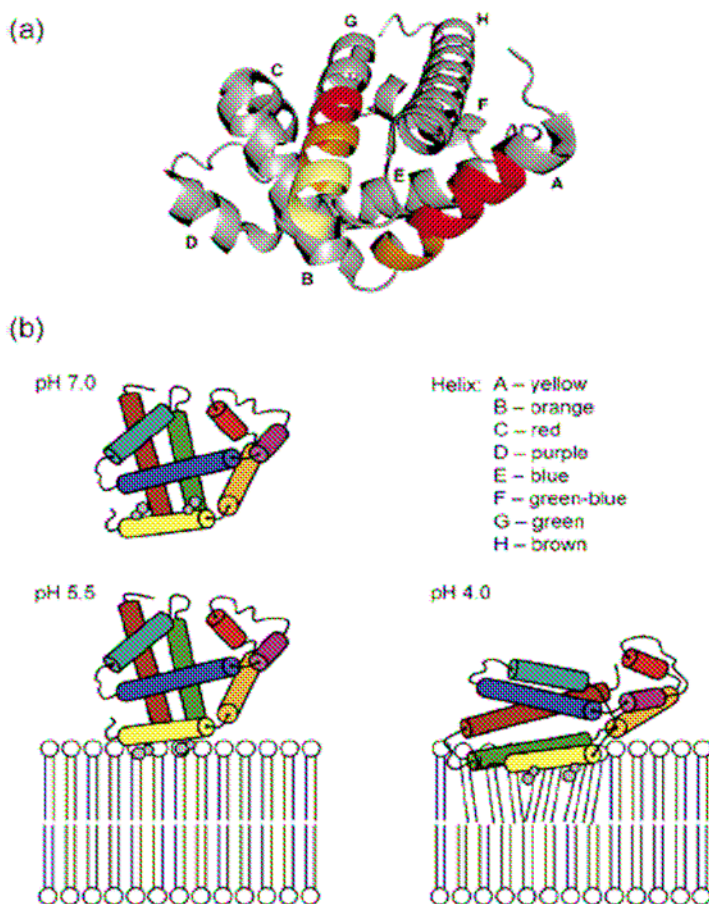 (a)
G
H
C
F
E
A
D
B
(b)
pH 7.0
Helix: A – yellow
B – orange
C – red
D – purple
E – blue
F – green-blue
G – green
H – brown
pH 5.5
pH 4.0